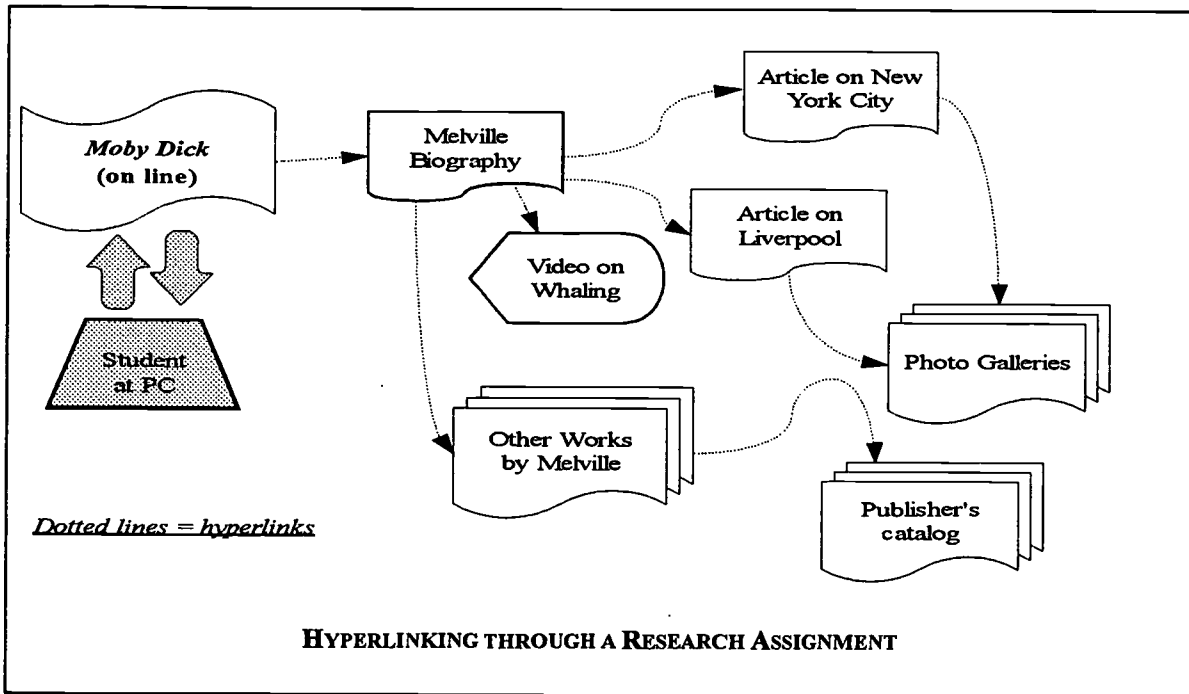 Moby Dick
(on line)
Student
at PC
Melville
Biography
Article on New
York City
Article on
Liverpool
Video on
Whaling
Photo Galleries
Other Works
by Melville
Publisher's
catalog
Dotted lines = hyperlinks
HYPERLINKING THROUGH A RESEARCH ASSIGNMENT